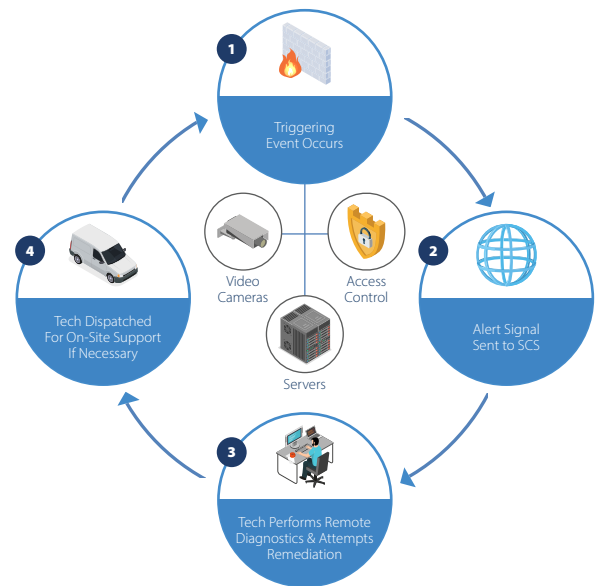 1
Triggering
Event Occurs
2
Alert Signal
Sent to SCS
3
Tech Performs Remote
Diagnostics & Attempts
Remediation
4
Tech Dispatched
For On-Site Support
If Necessary
Video
Cameras
Access
Control
Servers